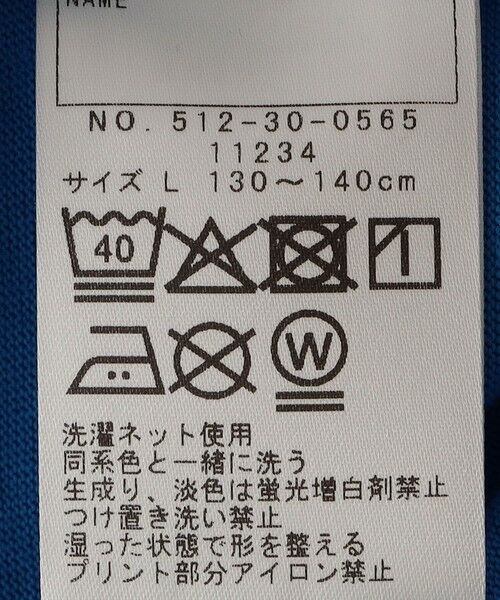 NAME
NO. 512-30-0565
11234
サイズ L 130～140cm
40
W
洗濯ネット使用
同系色と一緒に洗う
生成り、淡色は蛍光増白剤禁止
つけ置き洗い禁止
湿った状態で形を整える
プリント部分アイロン禁止